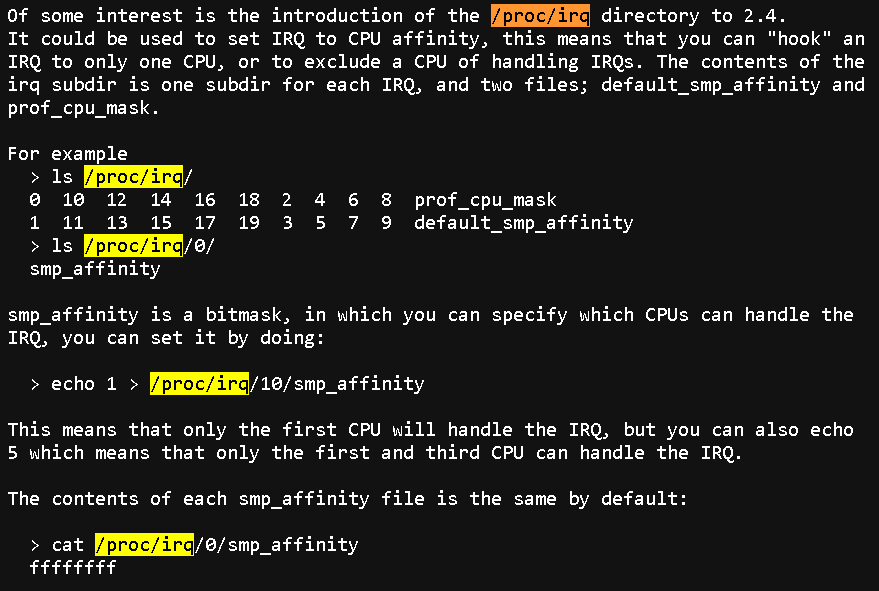 Of some interest is the introduction of the /proc/irq directory to 2.4.
It could be used to set IRQ to CPU affinity, this means that you can "hook" an
IRQ to only one CPU, or to exclude a CPU of handling IRQs. The contents of the
irq subdir is one subdir for each IRQ, and two files; default_smp_affinity and
prof_cpu_mask.

For example
  > ls /proc/irq/
  0  10  12  14  16  18  2  4  6  8  prof_cpu_mask
  1  11  13  15  17  19  3  5  7  9  default_smp_affinity
  > ls /proc/irq/0/
  smp_affinity

smp_affinity is a bitmask, in which you can specify which CPUs can handle the
IRQ, you can set it by doing:

  > echo 1 > /proc/irq/10/smp_affinity

This means that only the first CPU will handle the IRQ, but you can also echo
5 which means that only the first and third CPU can handle the IRQ.

The contents of each smp_affinity file is the same by default:

  > cat /proc/irq/0/smp_affinity
  ffffffff